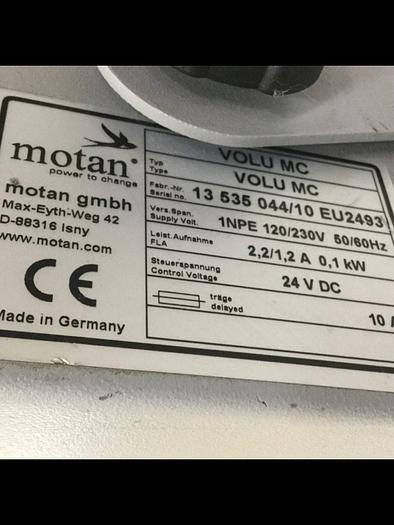 motan®
power to change
motan gmbh
Max-Eyth-Weg 42
D-88316 Isny
www.motan.com
CE
Made in Germany
Typ VOLU MC
Type VOLU MC
Fabr.-Nr.
Serial no. 13 535 044/10 EU2493
Vers.Span.
Supply Volt. 1NPE 120/230V 50/60Hz
Leist.Aufnahme
FLA 2,2/1,2 A 0,1 kW
Steuerspannung
Control Voltage 24 V DC
träge
delayed 10 A